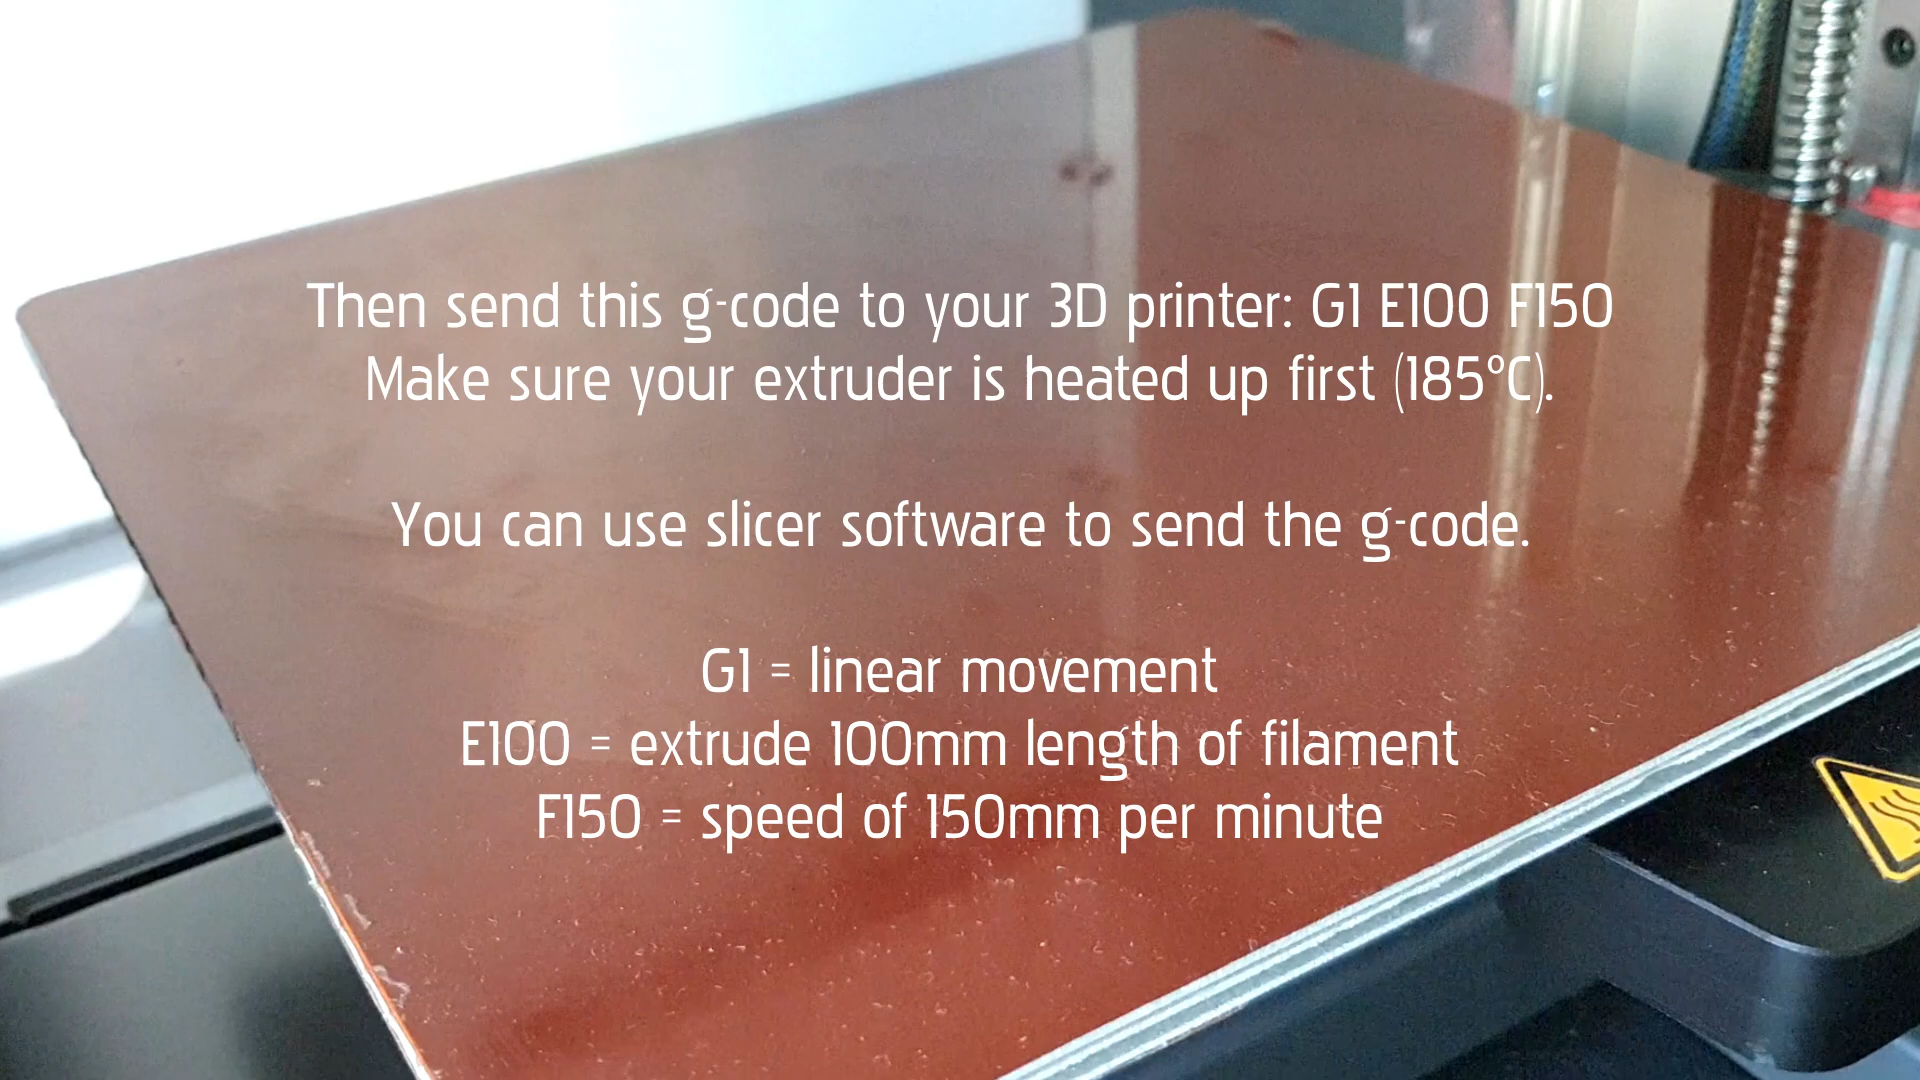 Then send this g-code to your 3D printer: G1 E100 F150
Make sure your extruder is heated up first (185°C).
You can use slicer software to send the g-code.
G1 = linear movement
E100 = extrude 100mm length of filament
F150 = speed of 150mm per minute